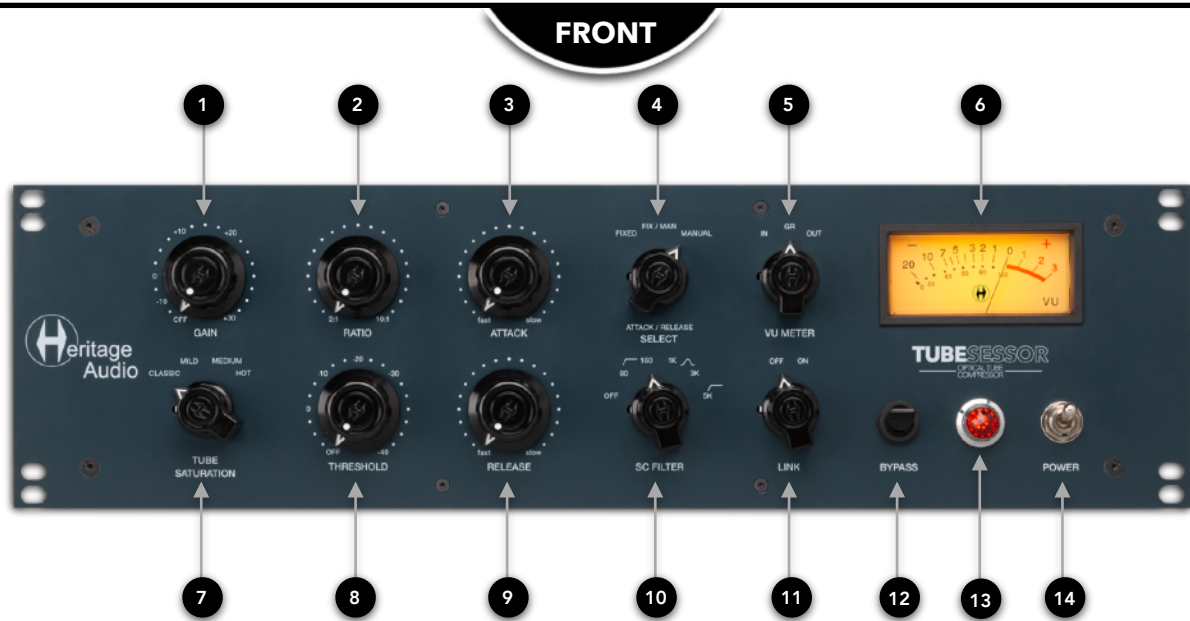 FRONT
1 2 3 4 5 6
+10 +20
0
-10 +30
OFF
GAIN
2:1 10:1
RATIO
fast slow
ATTACK
FIX / MAN
FIXED MANUAL
ATTACK / RELEASE
SELECT
GR
IN OUT
VU METER
- +
20 10 7 5 3 2 1 0 1 2 3
VU
Heritage
Audio
TUBESESSOR
OPTICAL TUBE
COMPRESSOR
MILD MEDIUM
CLASSIC HOT
TUBE
SATURATION
-20
-30
0
OFF -40
THRESHOLD
fast slow
RELEASE
160 1K
80 3K
OFF 5K
SC FILTER
OFF ON
LINK
BYPASS
POWER
7 8 9 10 11 12 13 14